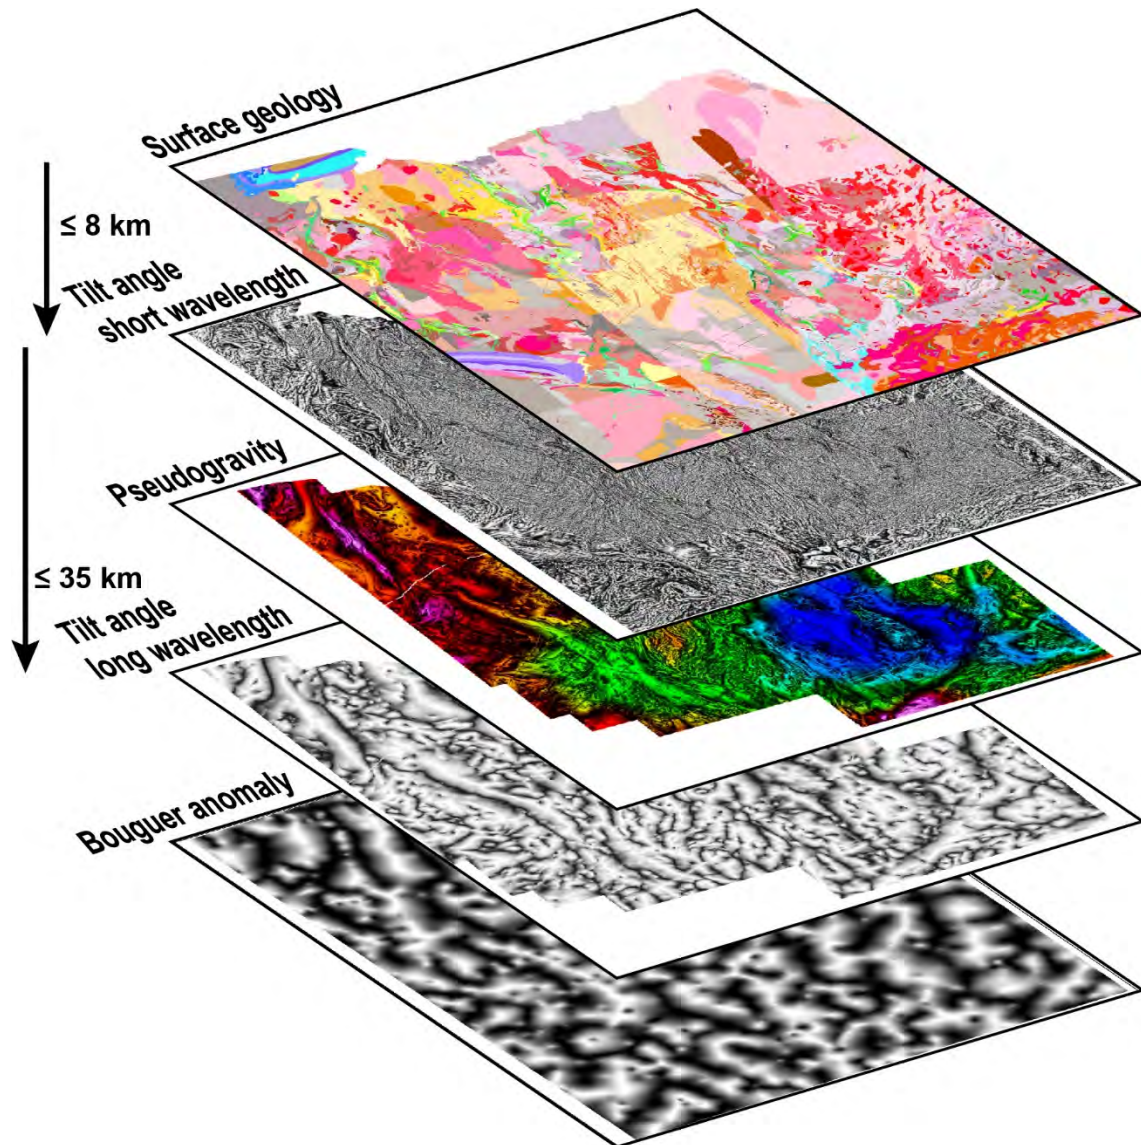 Surface geology
≤ 8 km
Tilt angle
short wavelength
Pseudogravity
≤ 35 km
Tilt angle
long wavelength
Bouguer anomaly